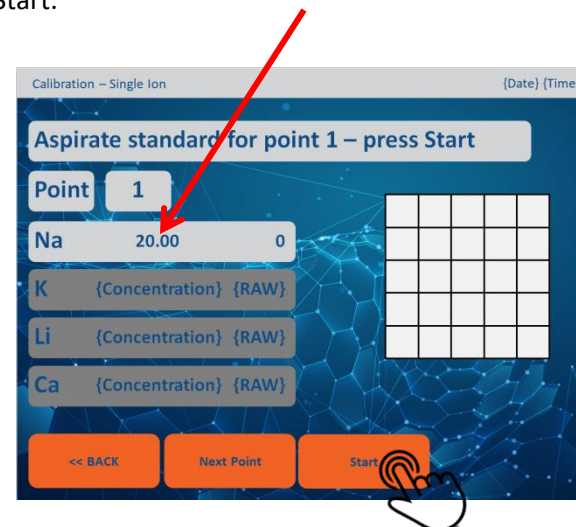 Start.
Calibration – Single Ion {Date} {Time
Aspirate standard for point 1 – press Start
Point 1
Na 20.00 0
K {Concentration} {RAW}
Li {Concentration} {RAW}
Ca {Concentration} {RAW}
<< BACK Next Point Start